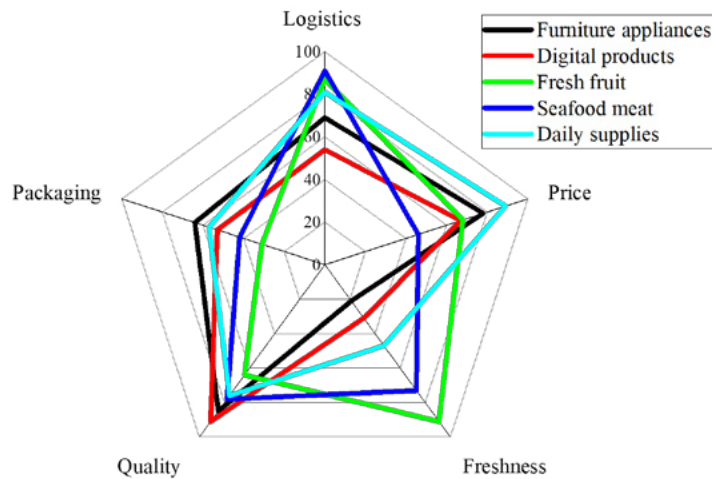 Logistics
Furniture appliances
Digital products
Fresh fruit
Seafood meat
Daily supplies
100
80
60
40
20
0
Packaging
Price
Quality
Freshness